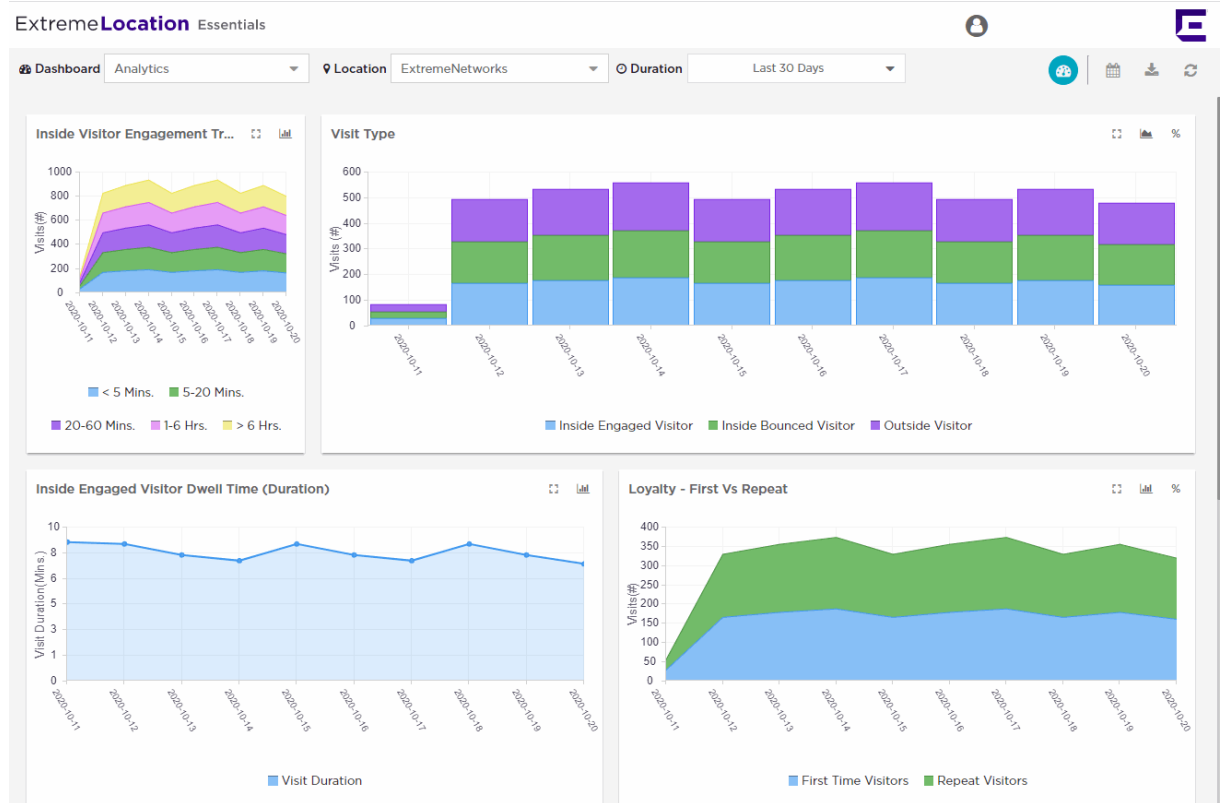 ExtremeLocation Essentials
Dashboard Analytics Location ExtremeNetworks Duration Last 30 Days
Inside Visitor Engagement Tr...
1000
800
600
400
200
0
Visits(#)
2020-10-11 2020-10-12 2020-10-13 2020-10-14 2020-10-15 2020-10-16 2020-10-17 2020-10-18 2020-10-19 2020-10-20
< 5 Mins. 5-20 Mins.
20-60 Mins. 1-6 Hrs. > 6 Hrs.
Visit Type %
600
500
400
300
200
100
0
Visits (#)
2020-10-11 2020-10-12 2020-10-13 2020-10-14 2020-10-15 2020-10-16 2020-10-17 2020-10-18 2020-10-19 2020-10-20
Inside Engaged Visitor Inside Bounced Visitor Outside Visitor
Inside Engaged Visitor Dwell Time (Duration)
10
8
6
5
3
1
0
Visit Duration(Mins.)
2020-10-11 2020-10-12 2020-10-13 2020-10-14 2020-10-15 2020-10-16 2020-10-17 2020-10-18 2020-10-19 2020-10-20
Visit Duration
Loyalty - First Vs Repeat %
400
350
300
250
200
150
100
50
0
Visits(#)
2020-10-11 2020-10-12 2020-10-13 2020-10-14 2020-10-15 2020-10-16 2020-10-17 2020-10-18 2020-10-19 2020-10-20
First Time Visitors Repeat Visitors